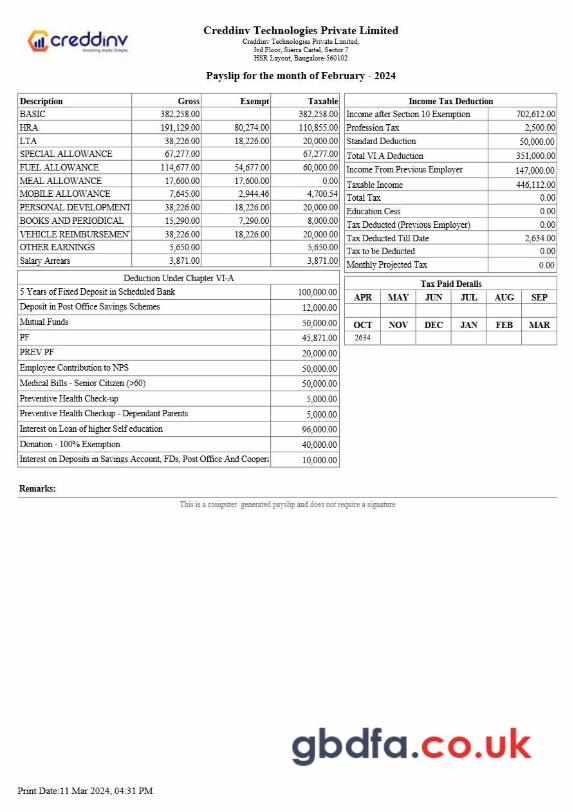 creddinv
Investing Made Simple
Creddinv Technologies Private Limited
Creddinv Technologies Private Limited,
3rd Floor, Sierra Cartel, Sector 7
HSR Layout, Bangalore-560102
Payslip for the month of February - 2024
Description Gross Exempt Taxable
BASIC 382,258.00 382,258.00
HRA 191,129.00 80,274.00 110,855.00
LTA 38,226.00 18,226.00 20,000.00
SPECIAL ALLOWANCE 67,277.00 67,277.00
FUEL ALLOWANCE 114,677.00 54,677.00 60,000.00
MEAL ALLOWANCE 17,600.00 17,600.00 0.00
MOBILE ALLOWANCE 7,645.00 2,944.46 4,700.54
PERSONAL DEVELOPMENT 38,226.00 18,226.00 20,000.00
BOOKS AND PERIODICAL 15,290.00 7,290.00 8,000.00
VEHICLE REIMBURSEMEN 38,226.00 18,226.00 20,000.00
OTHER EARNINGS 5,650.00 5,650.00
Salary Arrears 3,871.00 3,871.00
Deduction Under Chapter VI-A
5 Years of Fixed Deposit in Scheduled Bank 100,000.00
Deposit in Post Office Savings Schemes 12,000.00
Mutual Funds 50,000.00
PF 45,871.00
PREV PF 20,000.00
Employee Contribution to NPS 50,000.00
Medical Bills - Senior Citizen (>60) 50,000.00
Preventive Health Check-up 5,000.00
Preventive Health Checkup - Dependant Parents 5,000.00
Interest on Loan of higher Self education 96,000.00
Donation - 100% Exemption 40,000.00
Interest on Deposits in Savings Account, FDs, Post Office And Cooper 10,000.00
Income Tax Deduction
Income after Section 10 Exemption 702,612.00
Profession Tax 2,500.00
Standard Deduction 50,000.00
Total VI A Deduction 351,000.00
Income From Previous Employer 147,000.00
Taxable Income 446,112.00
Total Tax 0.00
Education Cess 0.00
Tax Deducted (Previous Employer) 0.00
Tax Deducted Till Date 2,634.00
Tax to be Deducted 0.00
Monthly Projected Tax 0.00
Tax Paid Details
APR MAY JUN JUL AUG SEP
OCT NOV DEC JAN FEB MAR
2634
Remarks:
This is a computer generated payslip and does not require a signature
gbdfa.co.uk
Print Date:11 Mar 2024, 04:31 PM